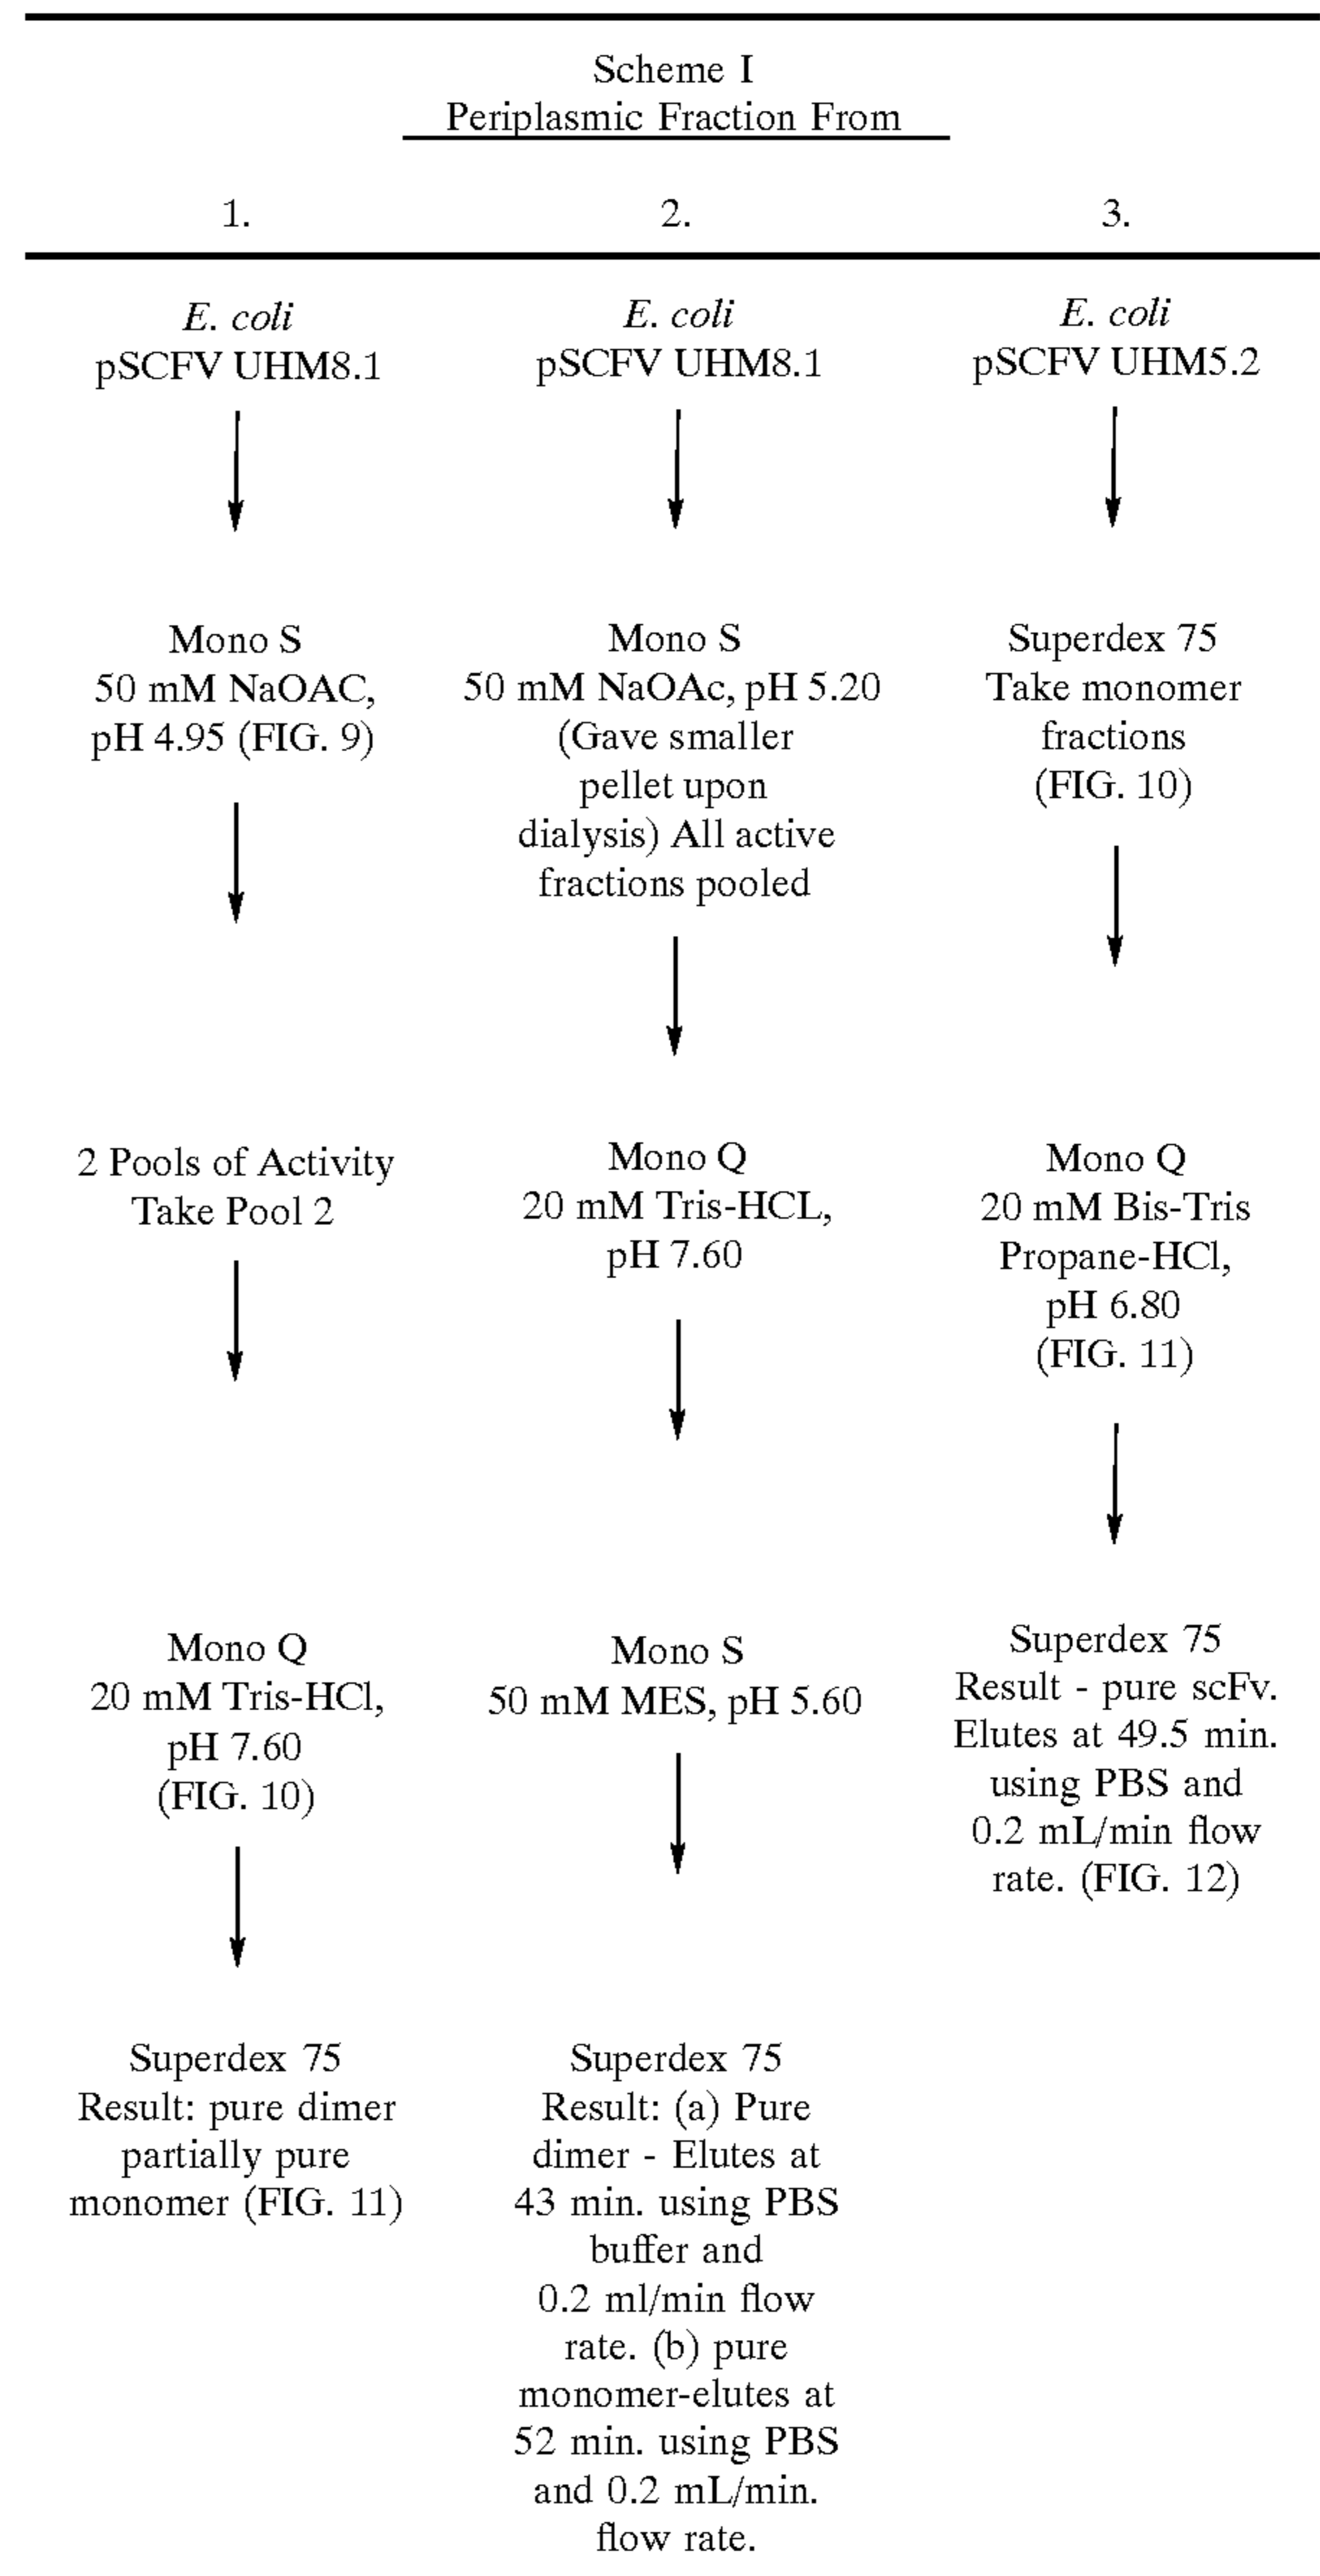 Scheme I
Periplasmic Fraction From
1.
2.
3.
E. coli
pSCFV UHM8.1
Mono S
50 mM NaOAC,
pH 4.95 (FIG. 9)
2 Pools of Activity
Take Pool 2
Mono Q
20 mM Tris-HCl,
pH 7.60
(FIG. 10)
Superdex 75
Result: pure dimer
partially pure
monomer (FIG. 11)
E. coli
pSCFV UHM8.1
Mono S
50 mM NaOAc, pH 5.20
(Gave smaller
pellet upon
dialysis) All active
fractions pooled
Mono Q
20 mM Tris-HCL,
pH 7.60
Mono S
50 mM MES, pH 5.60
Superdex 75
Result: (a) Pure
dimer - Elutes at
43 min. using PBS
buffer and
0.2 ml/min flow
rate. (b) pure
monomer-elutes at
52 min. using PBS
and 0.2 mL/min.
flow rate.
E. coli
pSCFV UHM5.2
Superdex 75
Take monomer
fractions
(FIG. 10)
Mono Q
20 mM Bis-Tris
Propane-HCl,
pH 6.80
(FIG. 11)
Superdex 75
Result - pure scFv.
Elutes at 49.5 min.
using PBS and
0.2 mL/min flow
rate. (FIG. 12)